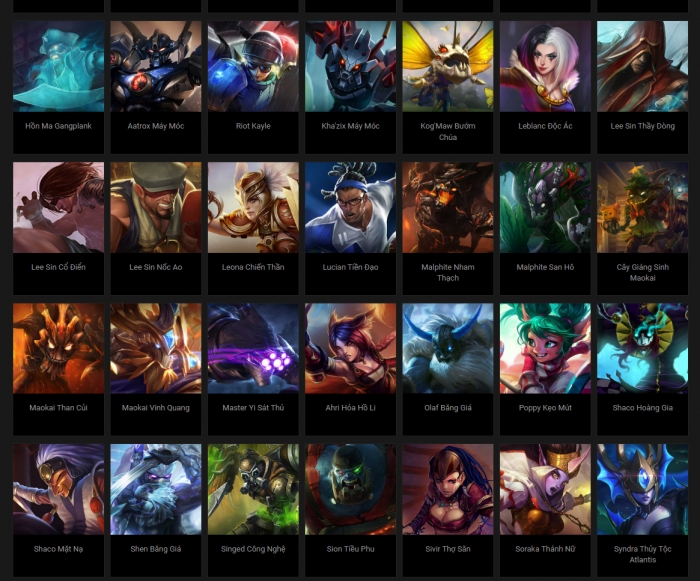 Hồn Ma Gangplank
Aatrox Máy Móc
Riot Kayle
Kha'zix Máy Móc
Kog'Maw Bướm
Chúa
Leblanc Độc Ác
Lee Sin Thầy Dòng
Lee Sin Cổ Điển
Lee Sin Nốc Ao
Leona Chiến Thần
Lucian Tiền Đạo
Malphite Nham
Thạch
Malphite San Hô
Cây Giáng Sinh
Maokai
Maokai Than Củi
Maokai Vinh Quang
Master Yi Sát Thủ
Ahri Hỏa Hồ Li
Olaf Băng Giá
Poppy Kẹo Mút
Shaco Hoàng Gia
Shaco Mặt Nạ
Shen Băng Giá
Singed Công Nghệ
Sion Tiều Phu
Sivir Thợ Săn
Soraka Thánh Nữ
Syndra Thủy Tộc
Atlantis